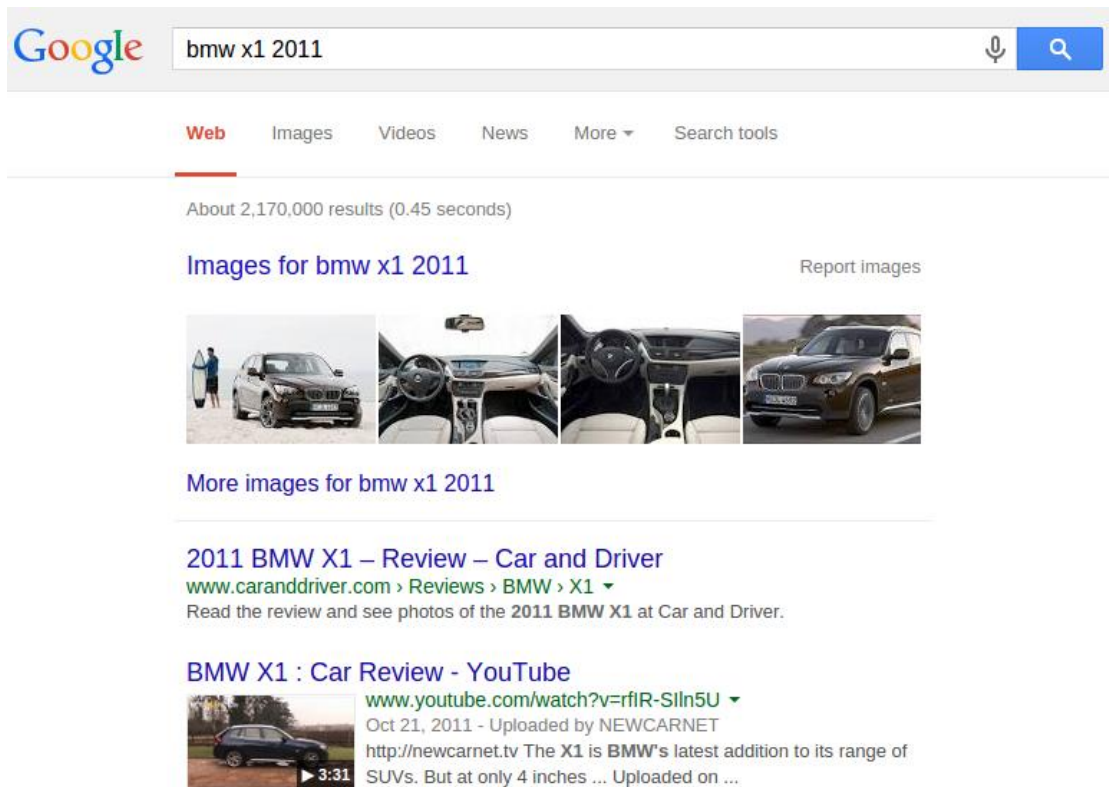 Google
bmw x1 2011
Web Images Videos News More Search tools
About 2,170,000 results (0.45 seconds)
Images for bmw x1 2011 Report images
More images for bmw x1 2011
2011 BMW X1 – Review – Car and Driver
www.caranddriver.com › Reviews › BMW › X1
Read the review and see photos of the 2011 BMW X1 at Car and Driver.
BMW X1 : Car Review - YouTube
www.youtube.com/watch?v=rfIR-SIln5U
Oct 21, 2011 - Uploaded by NEWCARNET
http://newcarnet.tv The X1 is BMW's latest addition to its range of
3:31
SUVs. But at only 4 inches ... Uploaded on ...